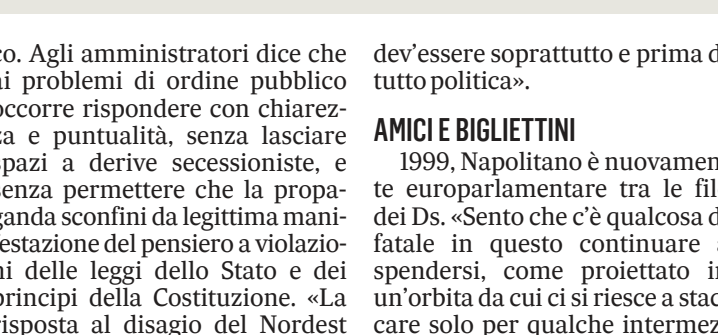 co. Agli amministratori dice che
ai problemi di ordine pubblico
occorre rispondere con chiarez-
za e puntualità, senza lasciare
spazi a derive secessioniste, e
senza permettere che la propa-
ganda sconfini da legittima mani-
festazione del pensiero a violazio-
ni delle leggi dello Stato e dei
principi della Costituzione. «La
risposta al disagio del Nordest
dev'essere soprattutto e prima d
tutto politica».
AMICI E BIGLIETTINI
1999, Napolitano è nuovamen
te europarlamentare tra le fil
dei Ds. «Sento che c'è qualcosa d
fatale in questo continuare a
spendersi, come proiettato i
un'orbita da cui ci si riesce a stac
care solo per qualche intermez